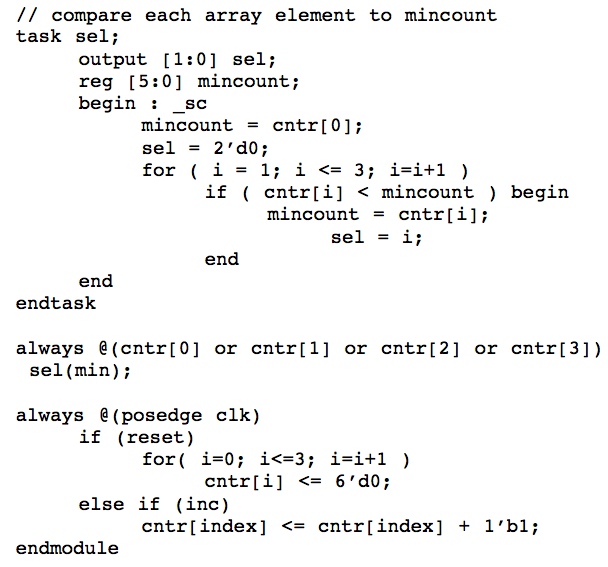 // compare each array element to mincount
task sel;
output [1:0] sel;
reg [5:0] mincount;
begin : _sc
mincount = cntr[0];
sel = 2'd0;
for ( i = 1; i <= 3; i=i+1 )
if ( cntr[i] < mincount ) begin
mincount = cntr[i];
sel = i;
end
end
endtask
always @(cntr[0] or cntr[1] or cntr[2] or cntr[3])
sel(min);
always @(posedge clk)
if (reset)
for( i=0; i<=3; i=i+1 )
cntr[i] <= 6'd0;
else if (inc)
cntr[index] <= cntr[index] + 1'b1;
endmodule